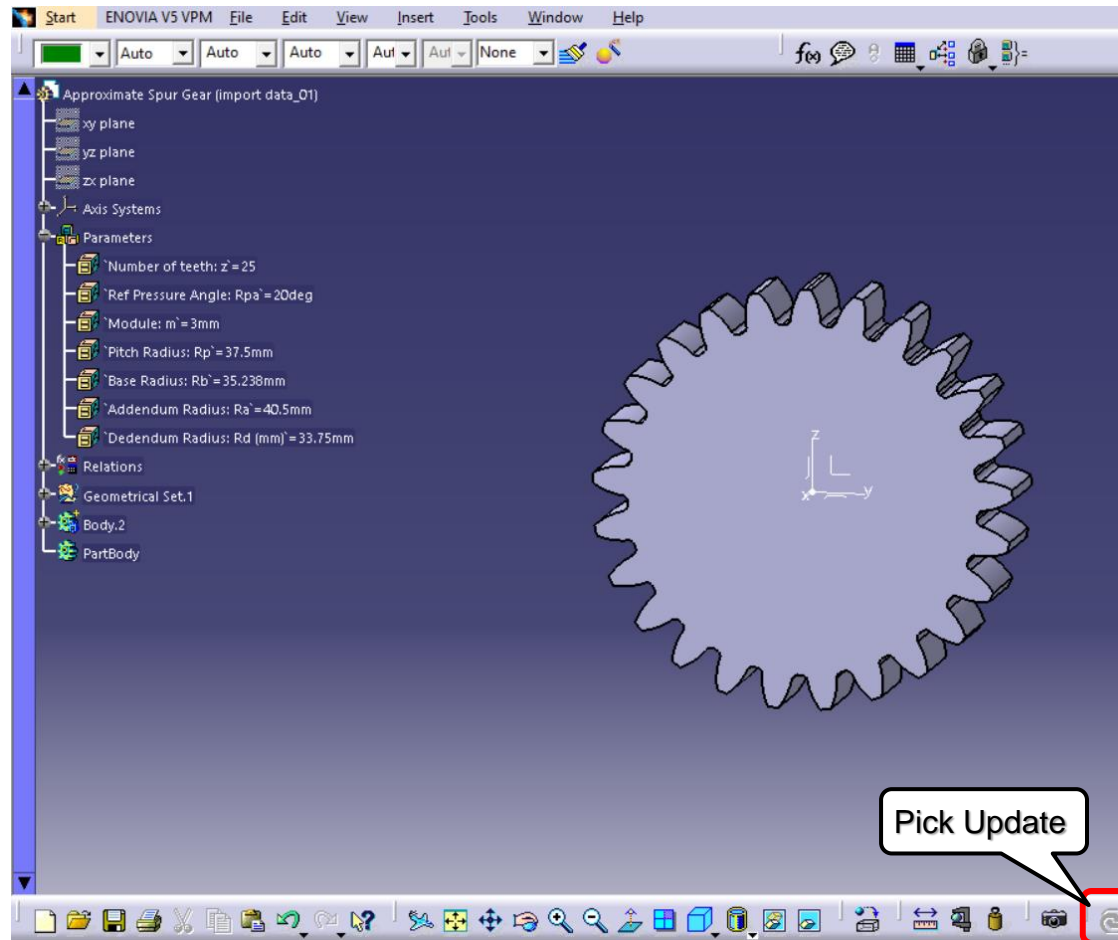 Start ENOVIA V5 VPM File Edit View Insert Tools Window Help
Auto Auto Auto Aut Aut None f(x)
Approximate Spur Gear (import data_01)
xy plane
yz plane
zx plane
Axis Systems
Parameters
`Number of teeth: z`=25
`Ref Pressure Angle: Rpa`=20deg
`Module: m`=3mm
`Pitch Radius: Rp`=37.5mm
`Base Radius: Rb`=35.238mm
`Addendum Radius: Ra`=40.5mm
`Dedendum Radius: Rd (mm)`=33.75mm
Relations
Geometrical Set.1
Body.2
PartBody
z
x y
Pick Update